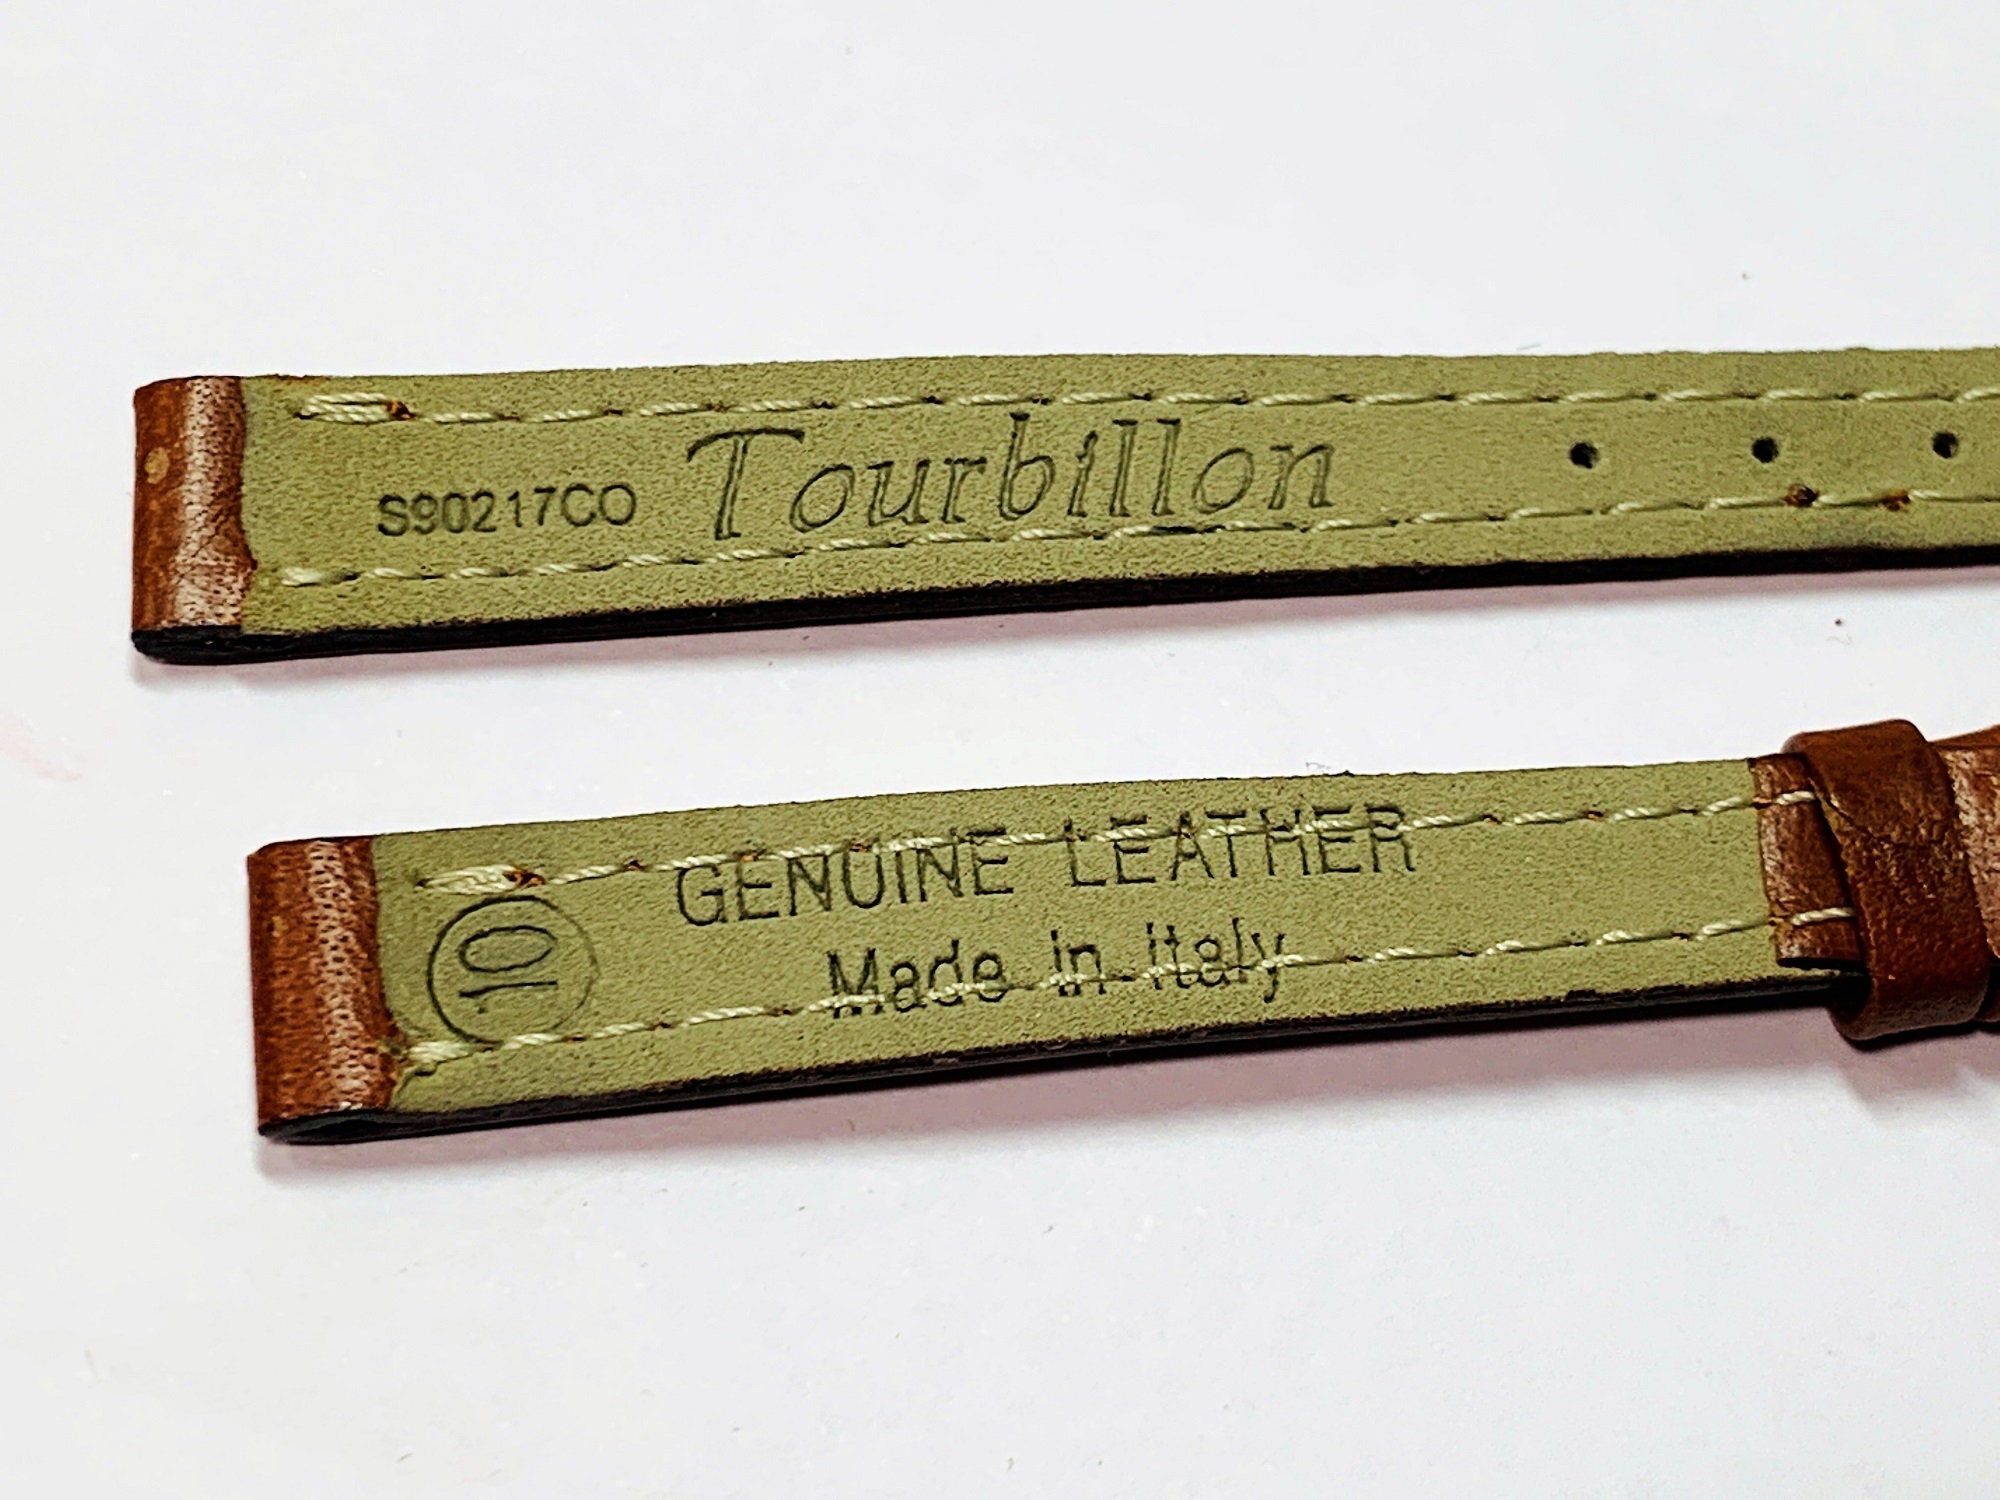 S90217CO Tourbillon
10
GENUINE LEATHER
Made in Italy